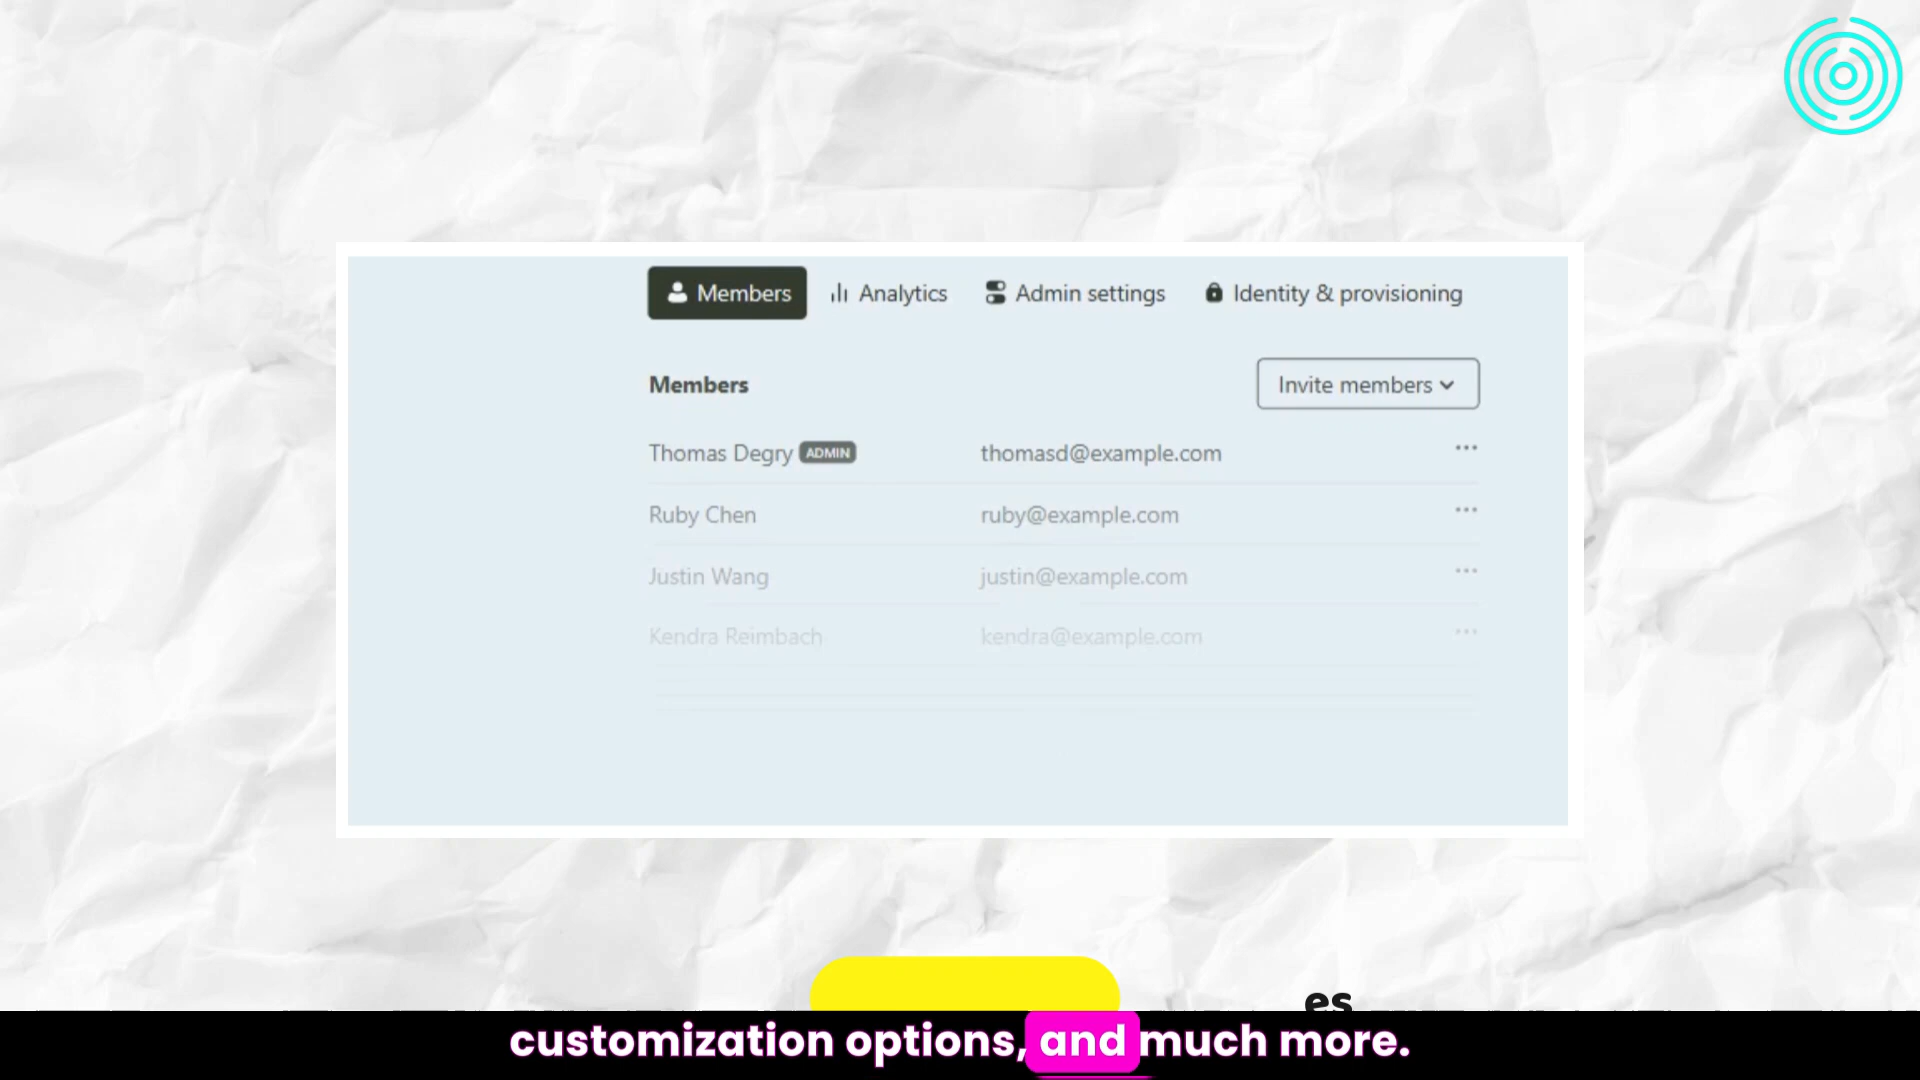 Members Analytics Admin settings Identity & provisioning
Members Invite members
Thomas Degry ADMIN thomasd@example.com
Ruby Chen ruby@example.com
Justin Wang justin@example.com
Kendra Reimbach kendra@example.com
es
customization options, and much more.